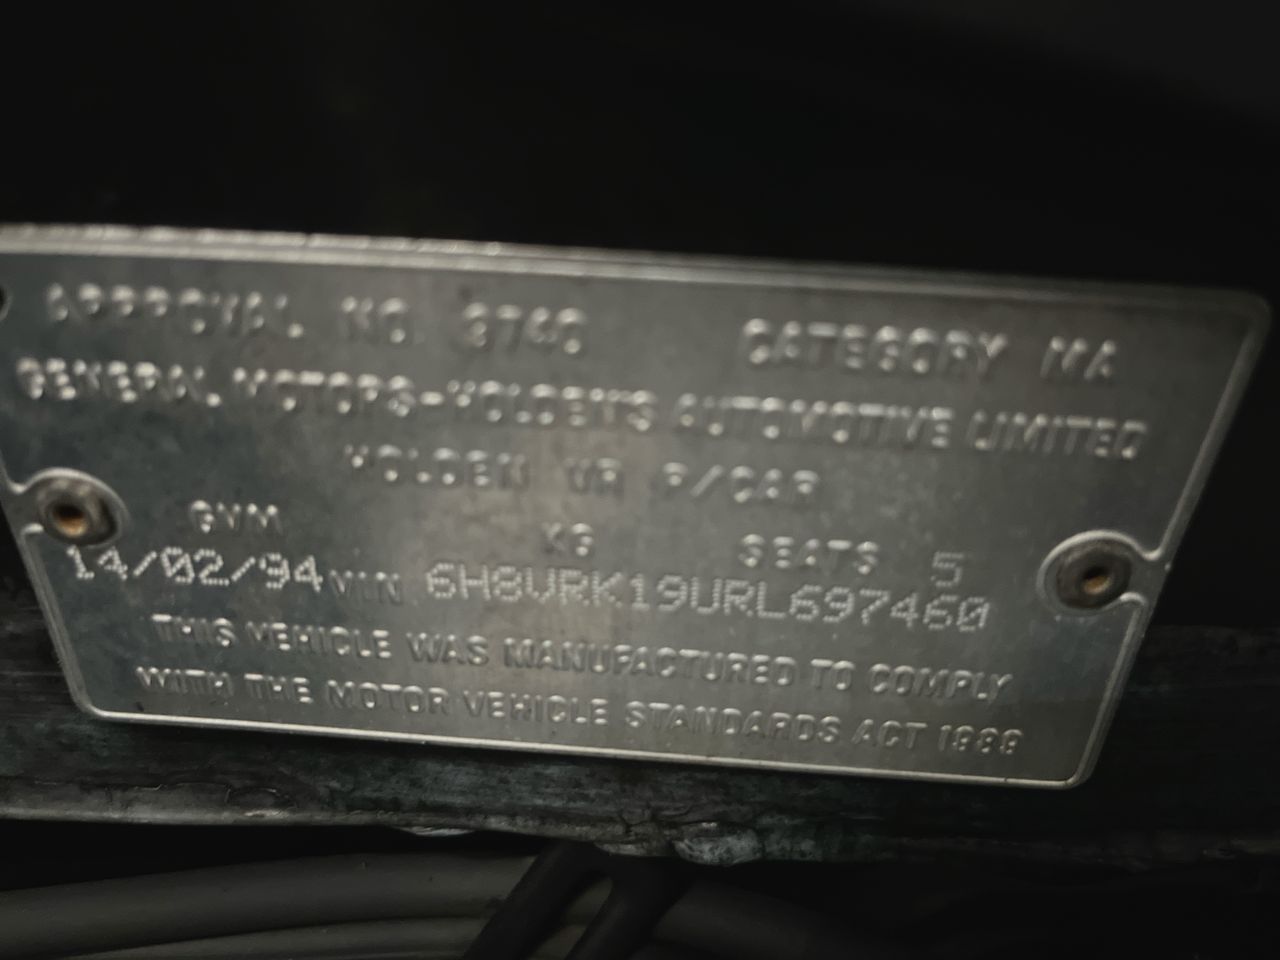 APPROVAL NO. 3740 CATEGORY MA
GENERAL MOTORS-HOLDEN'S AUTOMOTIVE LIMITED
HOLDEN VR P/CAR
GVM KG SEATS 5
14/02/94 VIN 6H8VRK19URL697460
THIS VEHICLE WAS MANUFACTURED TO COMPLY
WITH THE MOTOR VEHICLE STANDARDS ACT 1989